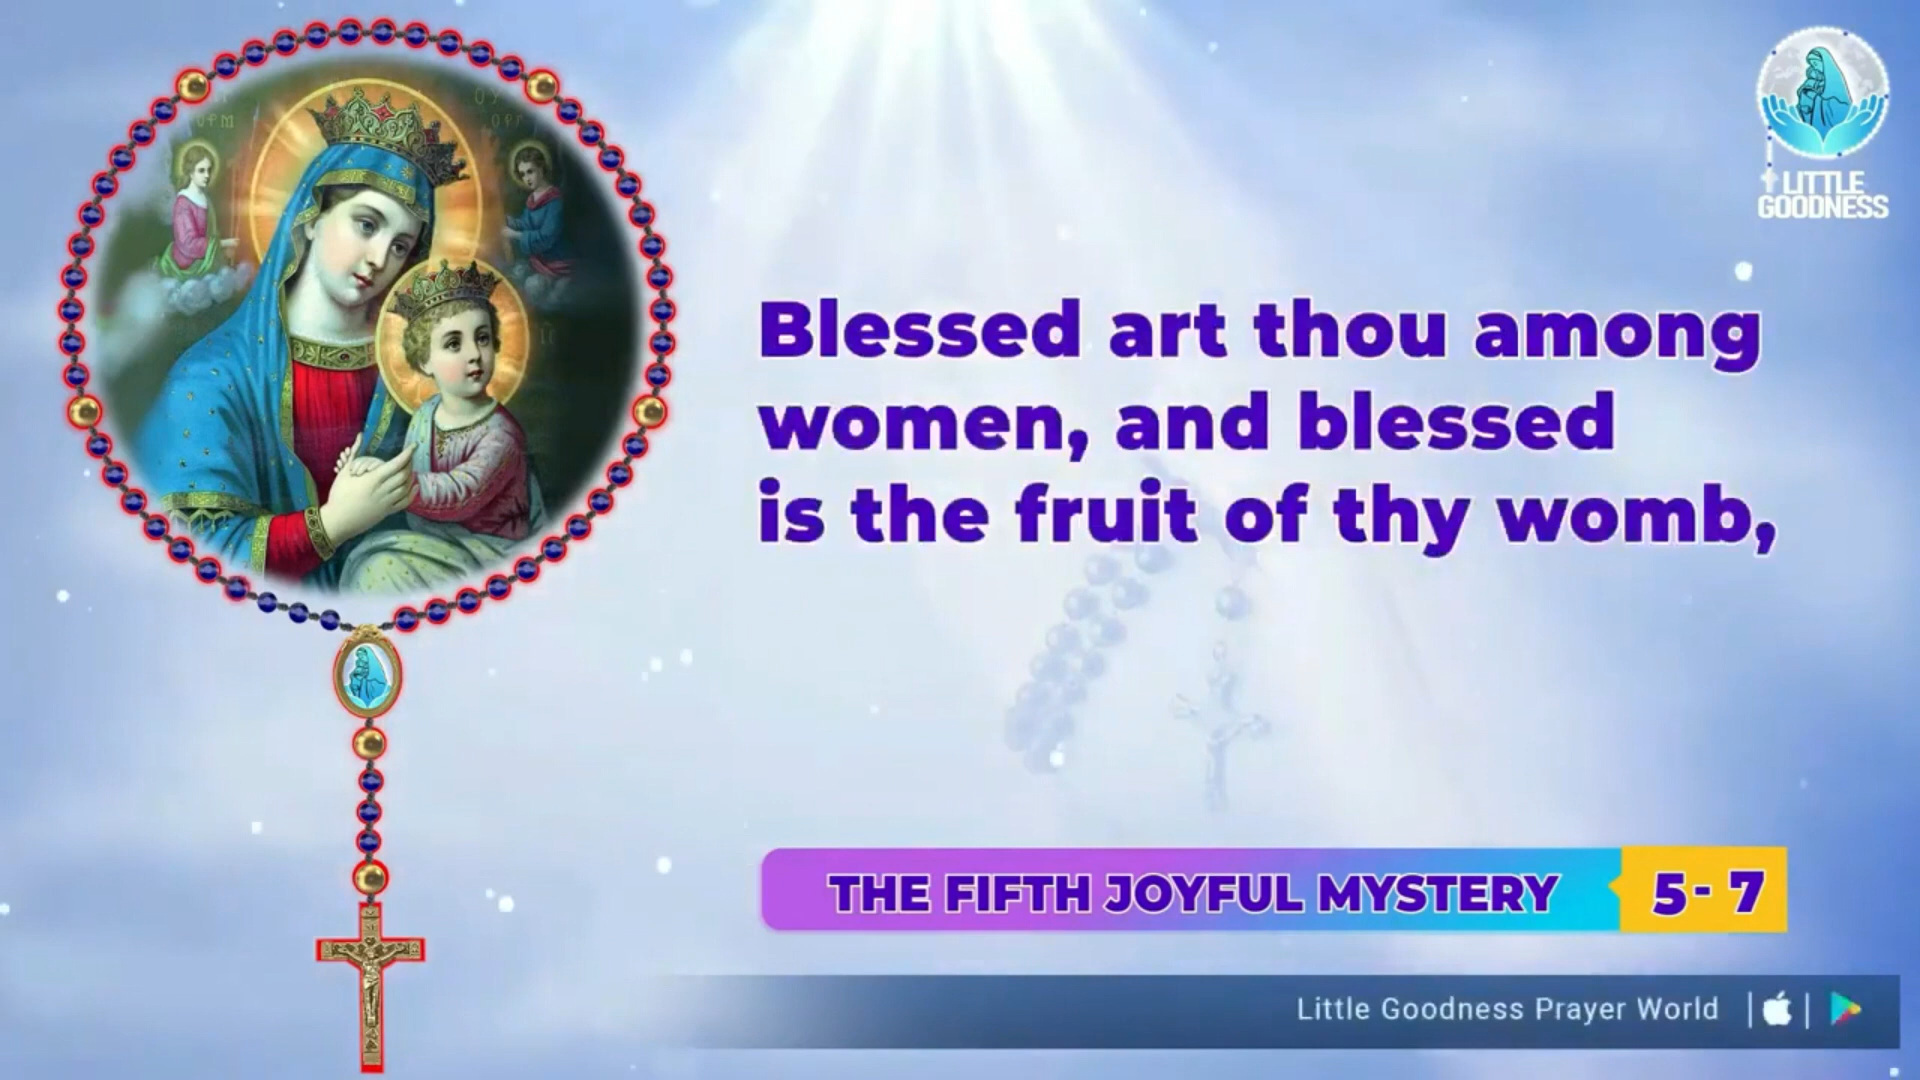 LITTLE
GOODNESS
Blessed art thou among
women, and blessed
is the fruit of thy womb,
THE FIFTH JOYFUL MYSTERY 5- 7
Little Goodness Prayer World